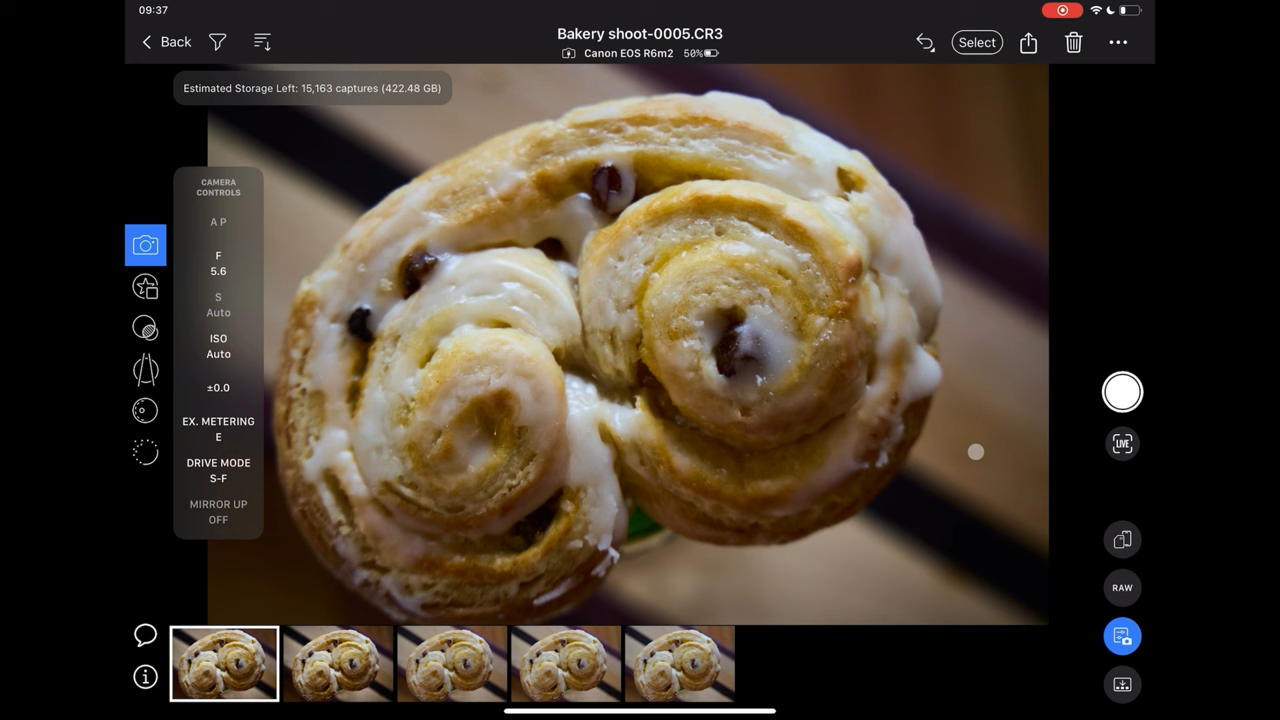 09:37
Back
Bakery shoot-0005.CR3
Canon EOS R6m2 56%
Select
Estimated Storage Left: 15,163 captures (422.48 GB)
CAMERA
CONTROLS
A P
F
5.6
S
Auto
ISO
Auto
±0.0
EX. METERING
E
DRIVE MODE
S-F
MIRROR UP
OFF
LIVE
RAW